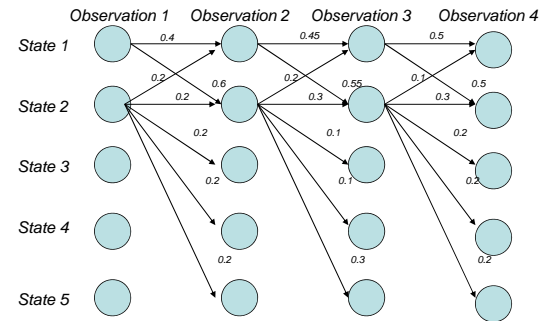 Observation 1 Observation 2 Observation 3 Observation 4
State 1
0.4 0.45 0.5
0.2 0.6 0.2 0.55 0.1 0.5
State 2
0.2 0.3 0.3
0.2 0.1 0.2
State 3
0.2 0.1 0.2
State 4
0.2 0.3 0.2
State 5